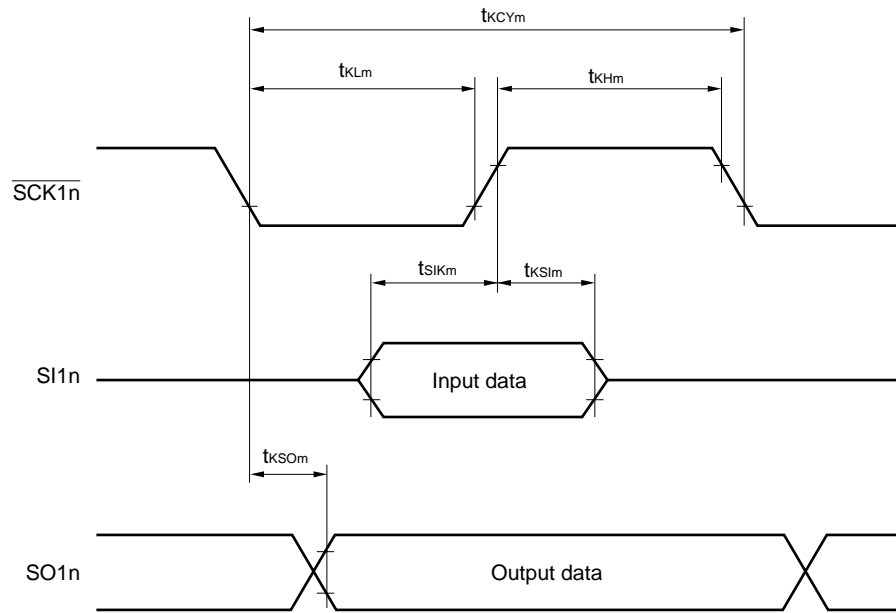 tKCYm
tKLm
tKHm
SCK1n
tSIKm
tKSIm
SI1n
Input data
tKSOm
SO1n
Output data